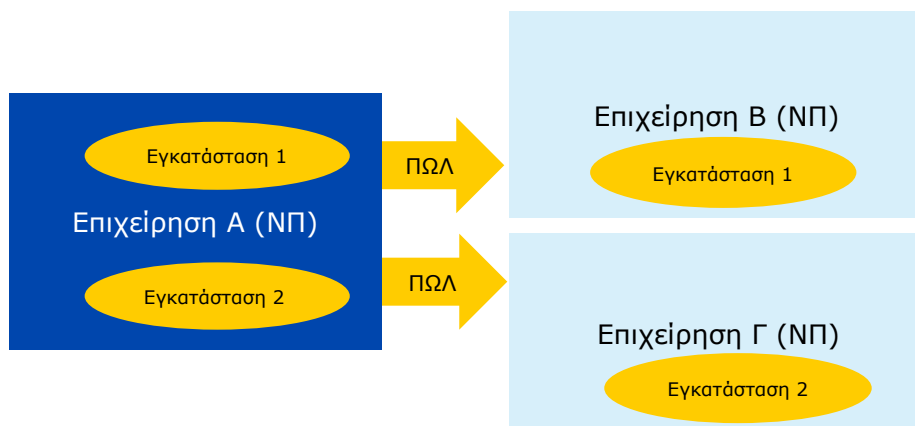 Εγκατάσταση 1
Επιχείρηση Α (ΝΠ)
Εγκατάσταση 2
ΠΩΛ
ΠΩΛ
Επιχείρηση Β (ΝΠ)
Εγκατάσταση 1
Επιχείρηση Γ (ΝΠ)
Εγκατάσταση 2